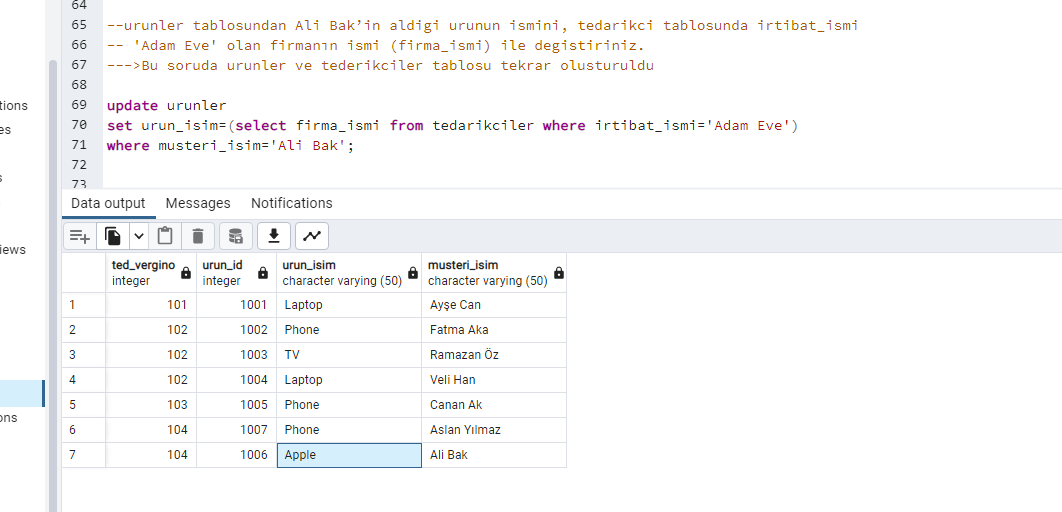 64
65 --urunler tablosundan Ali Bak’in aldigi urunun ismini, tedarikci tablosunda irtibat_ismi
66 -- 'Adam Eve' olan firmanın ismi (firma_ismi) ile degistiriniz.
67 --->Bu soruda urunler ve tederikciler tablosu tekrar olusturuldu
68
tions
69 update urunler
es
70 set urun_isim=(select firma_ismi from tedarikciler where irtibat_ismi='Adam Eve')
71 where musteri_isim='Ali Bak';
72
s
73
Data output Messages Notifications
iews
ted_vergino urun_id urun_isim musteri_isim
integer integer character varying (50) character varying (50)
1 101 1001 Laptop Ayşe Can
2 102 1002 Phone Fatma Aka
3 102 1003 TV Ramazan Öz
4 102 1004 Laptop Veli Han
5 103 1005 Phone Canan Ak
ons
6 104 1007 Phone Aslan Yılmaz
7 104 1006 Apple Ali Bak